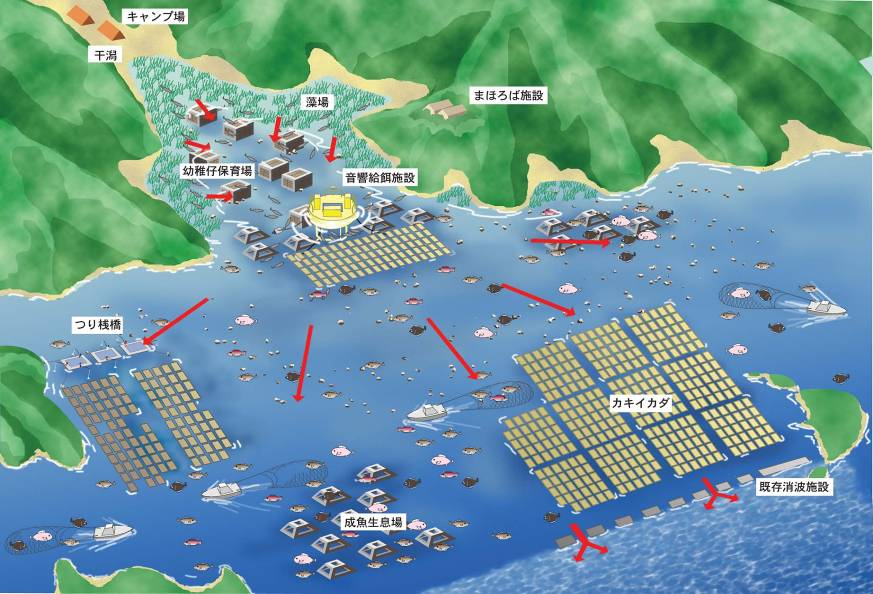 キャンプ場
干潟
藻場
まほろば施設
幼稚仔保育場
音響給餌施設
つり桟橋
カキイカダ
既存消波施設
成魚生息場